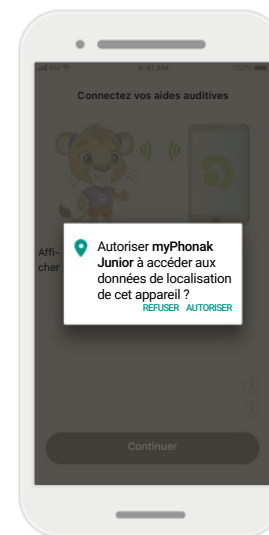 9:41 AM
Connectez vos aides auditives
Affi-
cher
Autoriser myPhonak
Junior à accéder aux
données de localisation
de cet appareil ?
REFUSER AUTORISER
Continuer